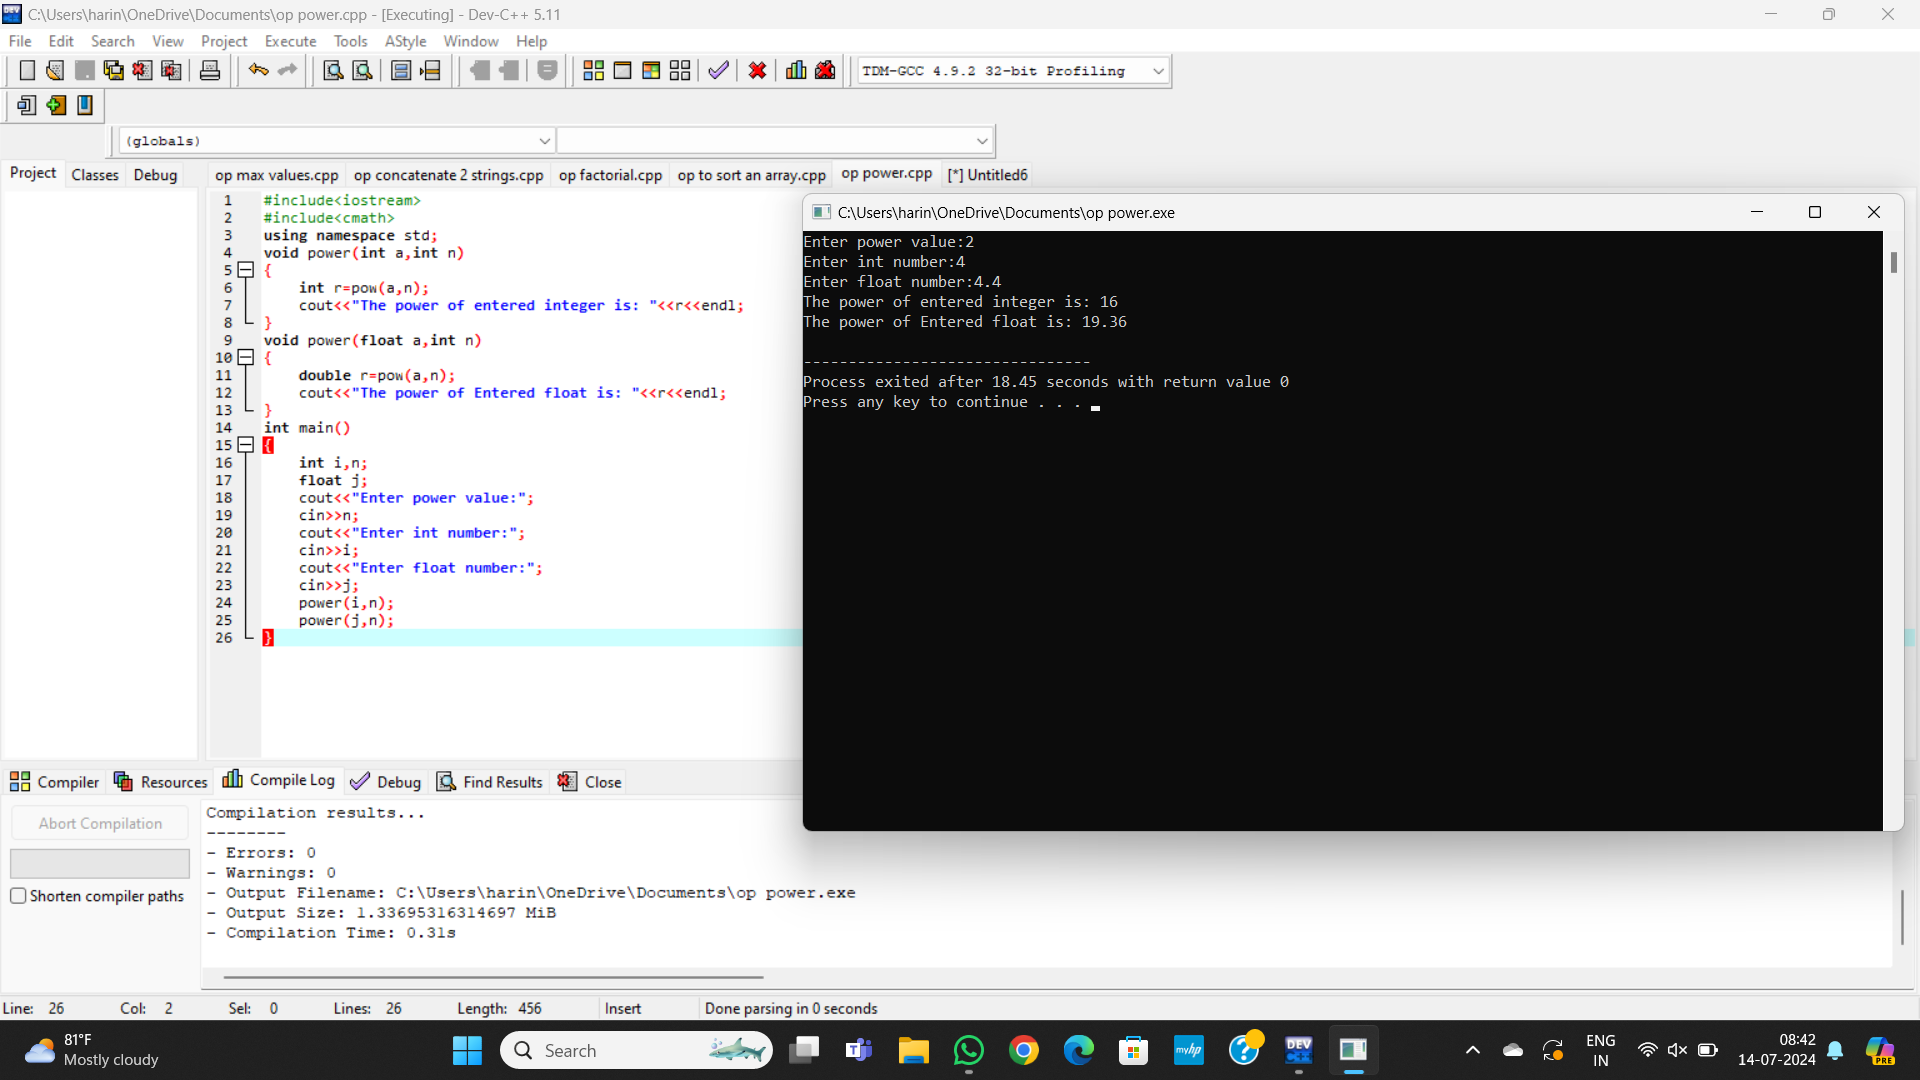 C:\Users\harin\OneDrive\Documents\op power.cpp - [Executing] - Dev-C++ 5.11
File Edit Search View Project Execute Tools AStyle Window Help
TDM-GCC 4.9.2 32-bit Profiling
(globals)
Project Classes Debug
op max values.cpp op concatenate 2 strings.cpp op factorial.cpp op to sort an array.cpp op power.cpp [*] Untitled6
1 #include<iostream>
2 #include<cmath>
3 using namespace std;
4 void power(int a,int n)
5 {
6 int r=pow(a,n);
7 cout<<"The power of entered integer is: "<<r<<endl;
8 }
9 void power(float a,int n)
10 {
11 double r=pow(a,n);
12 cout<<"The power of Entered float is: "<<r<<endl;
13 }
14 int main()
15 {
16 int i,n;
17 float j;
18 cout<<"Enter power value:";
19 cin>>n;
20 cout<<"Enter int number:";
21 cin>>i;
22 cout<<"Enter float number:";
23 cin>>j;
24 power(i,n);
25 power(j,n);
26 }
C:\Users\harin\OneDrive\Documents\op power.exe
Enter power value:2
Enter int number:4
Enter float number:4.4
The power of entered integer is: 16
The power of Entered float is: 19.36
--------------------------------
Process exited after 18.45 seconds with return value 0
Press any key to continue . . .
Compiler Resources Compile Log Debug Find Results Close
Abort Compilation
Shorten compiler paths
Compilation results...
--------
- Errors: 0
- Warnings: 0
- Output Filename: C:\Users\harin\OneDrive\Documents\op power.exe
- Output Size: 1.33695316314697 MiB
- Compilation Time: 0.31s
Line: 26 Col: 2 Sel: 0 Lines: 26 Length: 456 Insert Done parsing in 0 seconds
81°F
Mostly cloudy
Search
myhp
DEV
C++
ENG
IN
08:42
14-07-2024
PRE